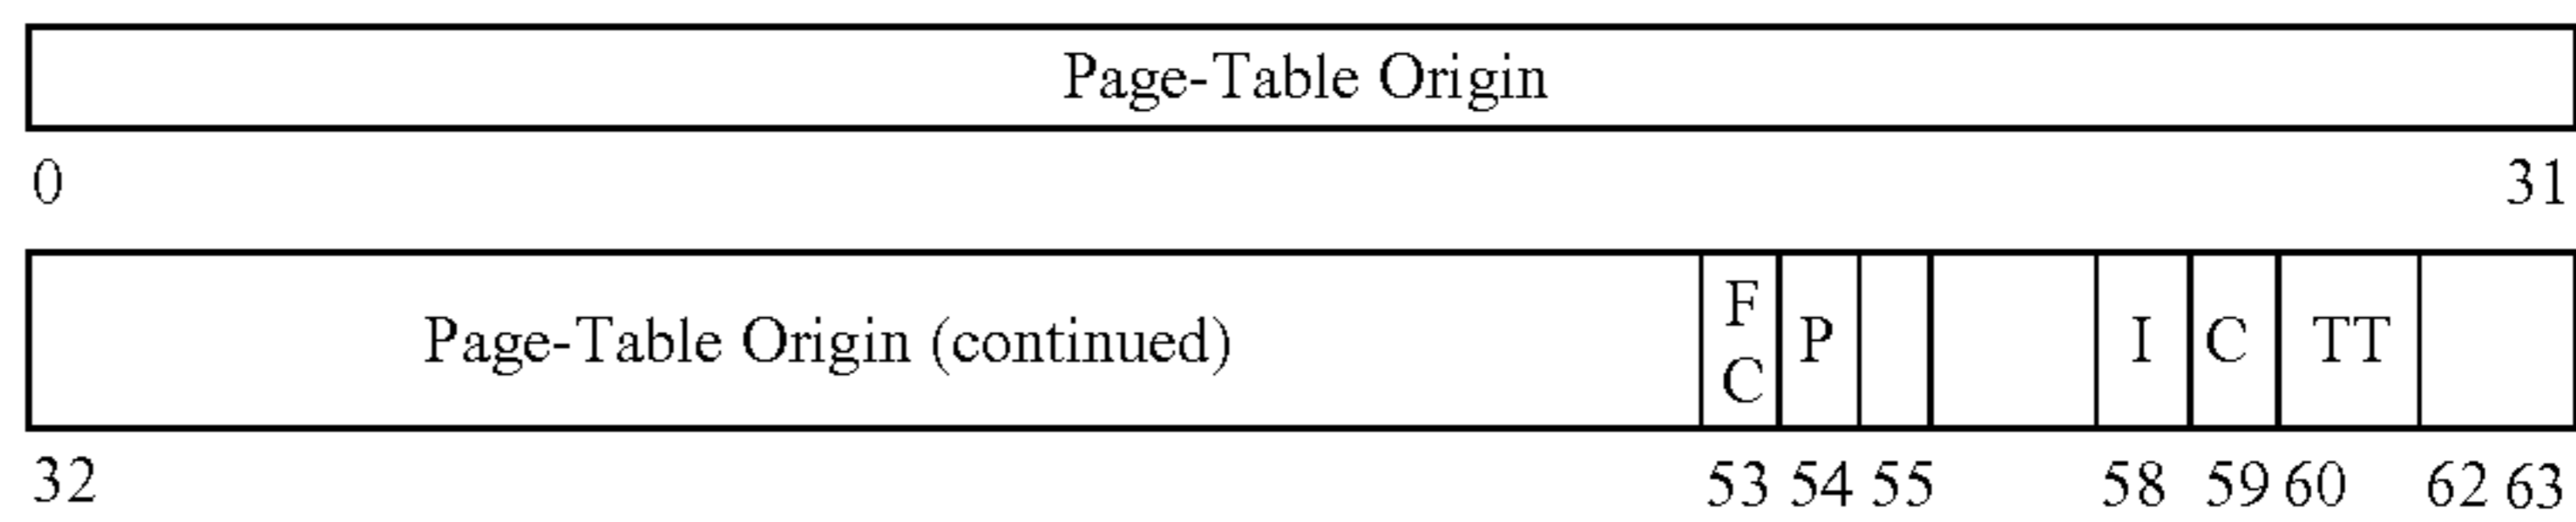 Page-Table Origin
0 31
Page-Table Origin (continued) F C P I C TT
32 53 54 55 58 59 60 62 63